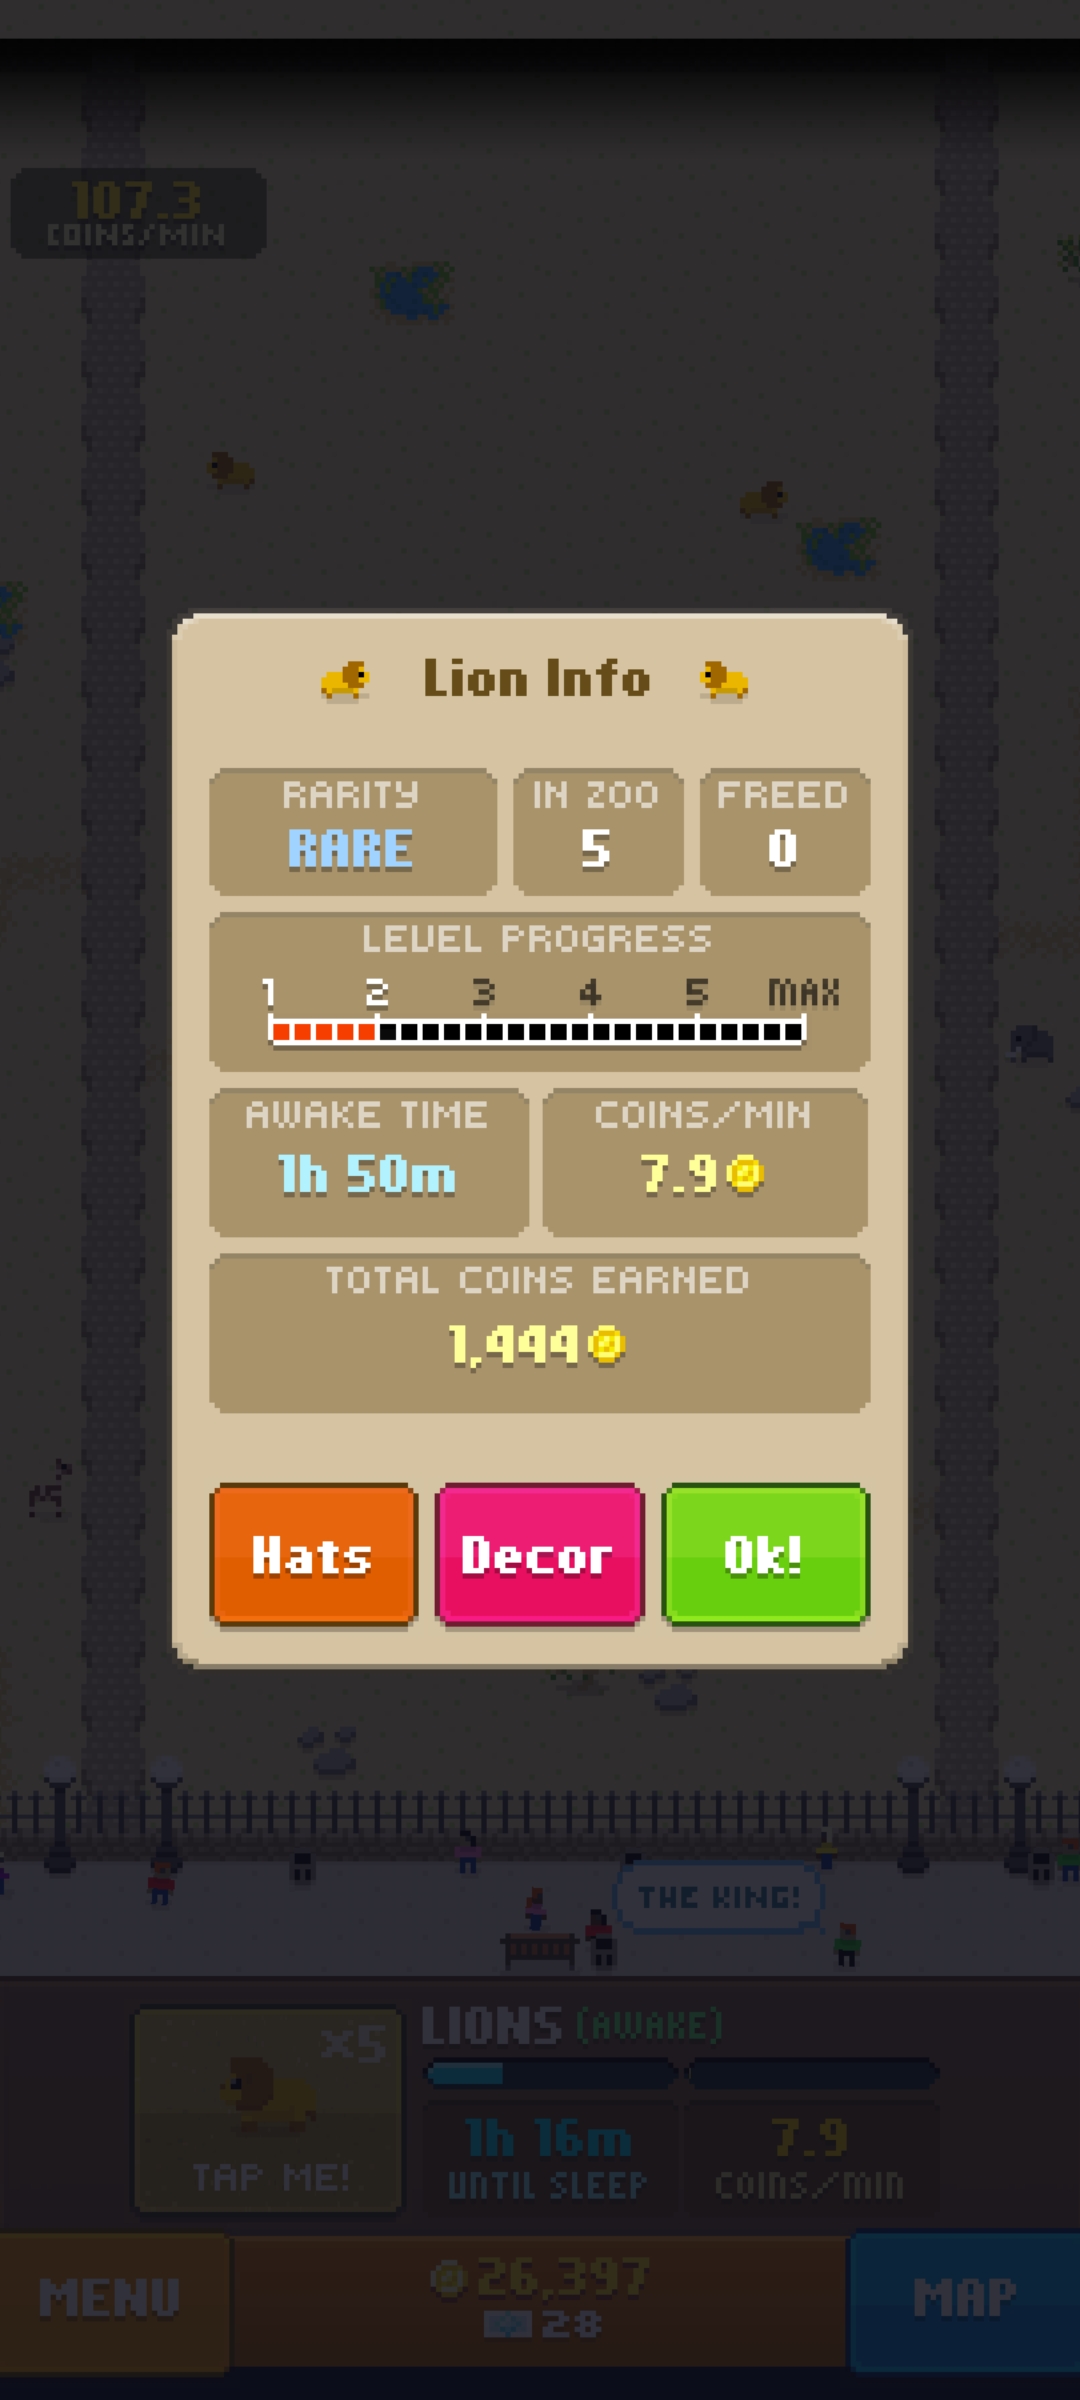 107.3
COINS/MIN
Lion Info
RARITY
RARE
IN ZOO
5
FREED
0
LEVEL PROGRESS
1 2 3 4 5 MAX
AWAKE TIME
1h 50m
COINS/MIN
7.9
TOTAL COINS EARNED
1,444
Hats
Decor
Ok!
THE KING!
x5
TAP ME!
LIONS (AWAKE)
1h 16m
UNTIL SLEEP
7.9
COINS/MIN
MENU
26,397
28
MAP